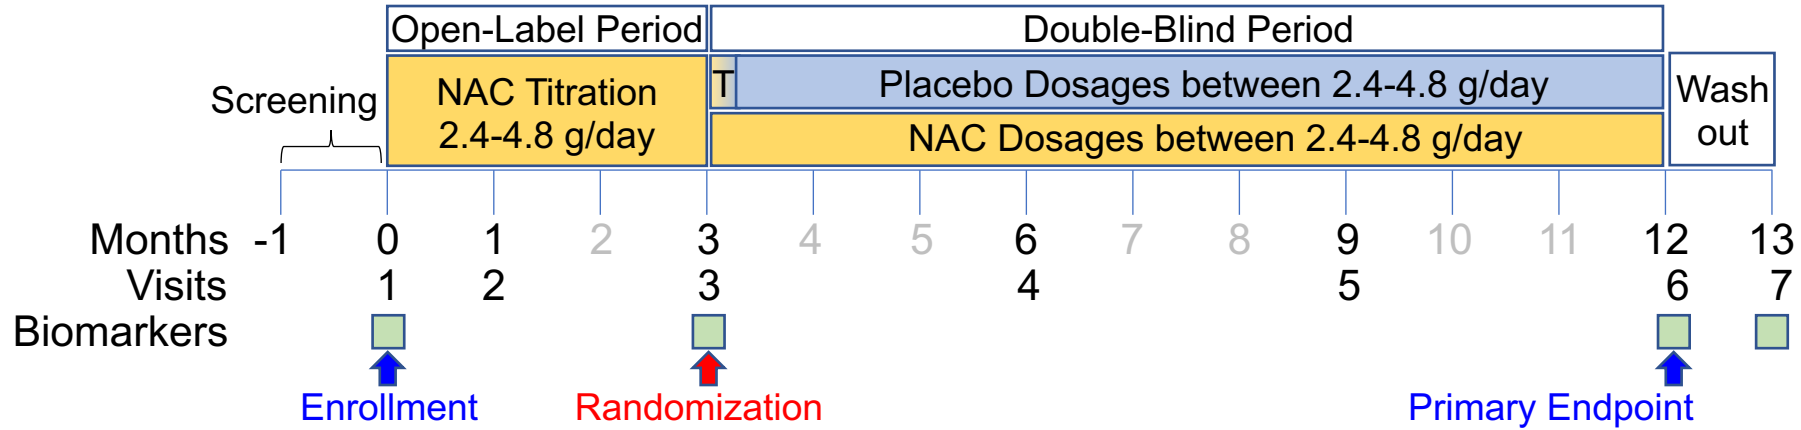 Open-Label Period
Double-Blind Period
Screening
NAC Titration
2.4-4.8 g/day
T
Placebo Dosages between 2.4-4.8 g/day
NAC Dosages between 2.4-4.8 g/day
Wash
out
Months -1 0 1 2 3 4 5 6 7 8 9 10 11 12 13
Visits 1 2 3 4 5 6 7
Biomarkers
Enrollment
Randomization
Primary Endpoint